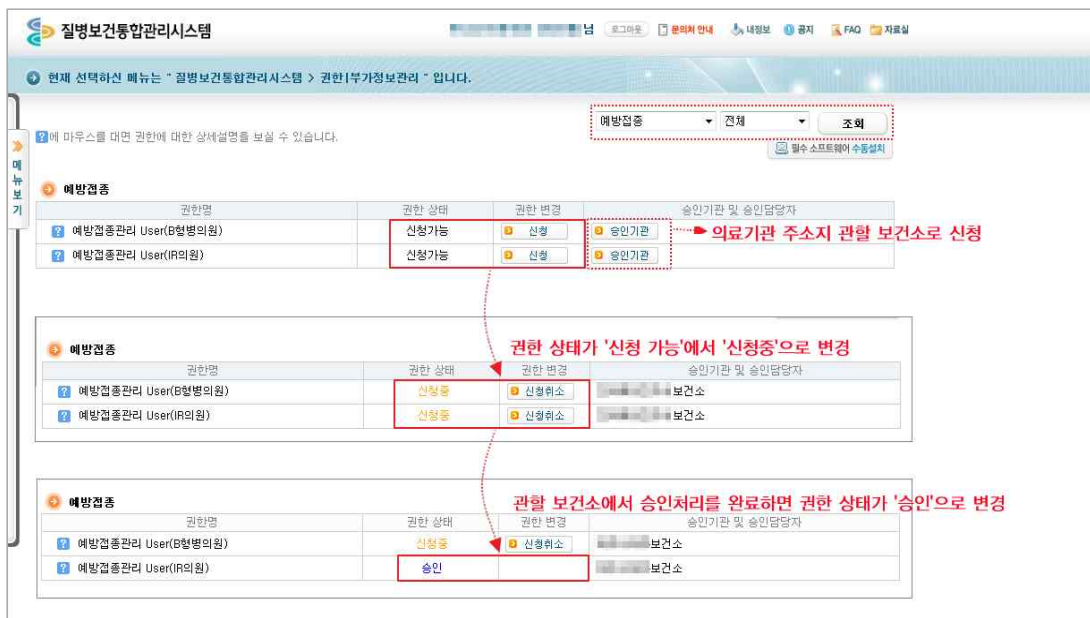 질병보건통합관리시스템
님 로그아웃 문의처 안내 내정보 공지 FAQ 자료실
현재 선택하신 메뉴는 " 질병보건통합관리시스템 > 권한|부가정보관리 " 입니다.
메뉴보기
?에 마우스를 대면 권한에 대한 상세설명을 보실 수 있습니다.
예방접종 전체 조회
필수 소프트웨어 수동설치
예방접종
권한명 권한 상태 권한 변경 승인기관 및 승인담당자
? 예방접종관리 User(B형병의원) 신청가능 신청 승인기관
? 예방접종관리 User(IR의원) 신청가능 신청 승인기관
의료기관 주소지 관할 보건소로 신청
권한 상태가 '신청 가능'에서 '신청중'으로 변경
예방접종
권한명 권한 상태 권한 변경 승인기관 및 승인담당자
? 예방접종관리 User(B형병의원) 신청중 신청취소 보건소
? 예방접종관리 User(IR의원) 신청중 신청취소 보건소
관할 보건소에서 승인처리를 완료하면 권한 상태가 '승인'으로 변경
예방접종
권한명 권한 상태 권한 변경 승인기관 및 승인담당자
? 예방접종관리 User(B형병의원) 신청중 신청취소 보건소
? 예방접종관리 User(IR의원) 승인 보건소